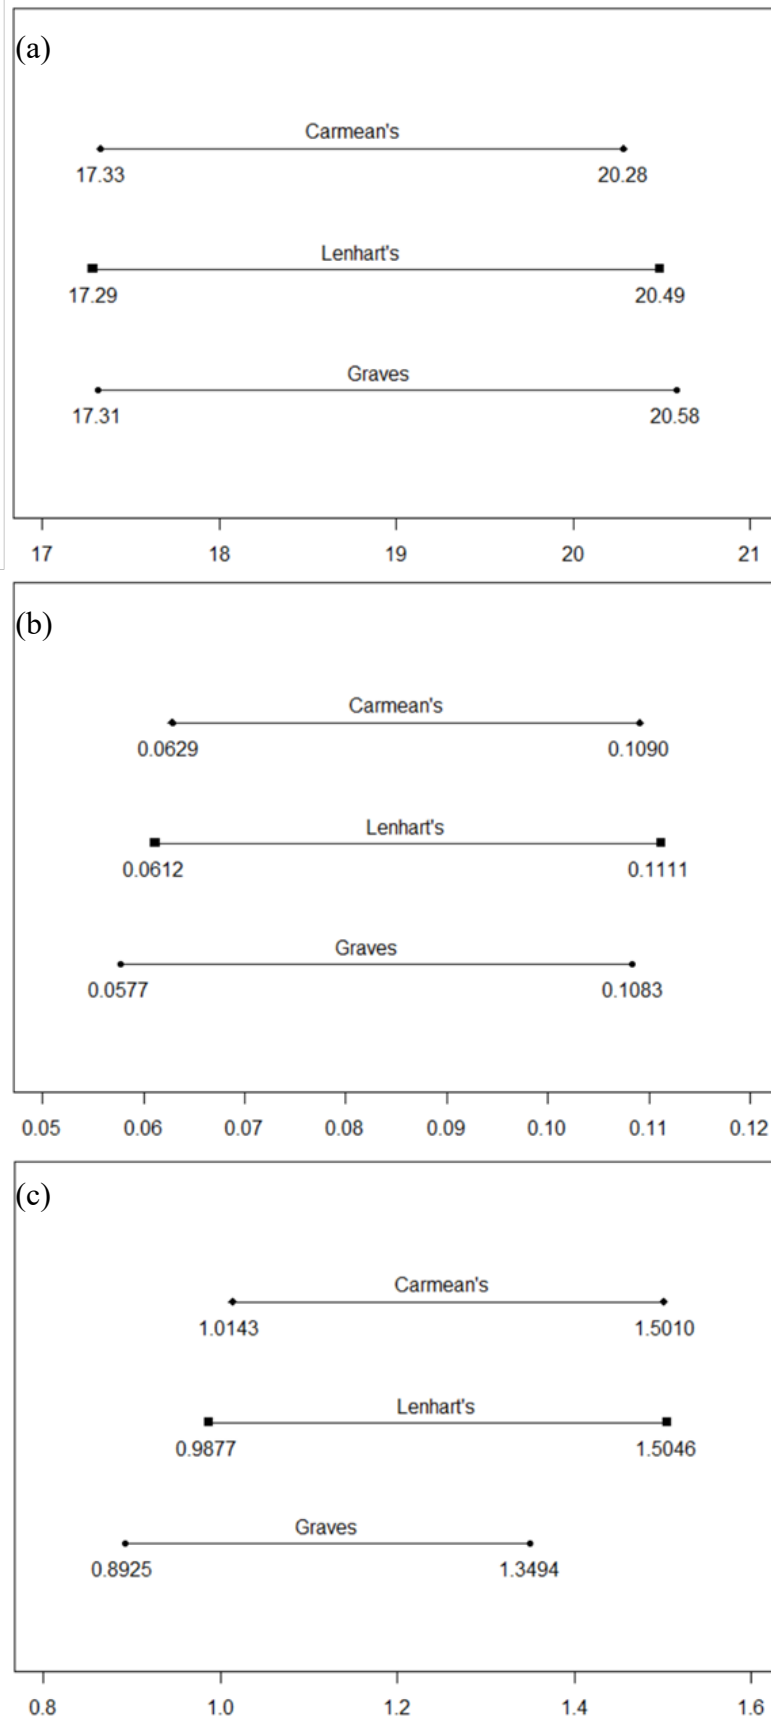 (a)
Carmean's
17.33 20.28
Lenhart's
17.29 20.49
Graves
17.31 20.58
17 18 19 20 21
(b)
Carmean's
0.0629 0.1090
Lenhart's
0.0612 0.1111
Graves
0.0577 0.1083
0.05 0.06 0.07 0.08 0.09 0.10 0.11 0.12
(c)
Carmean's
1.0143 1.5010
Lenhart's
0.9877 1.5046
Graves
0.8925 1.3494
0.8 1.0 1.2 1.4 1.6